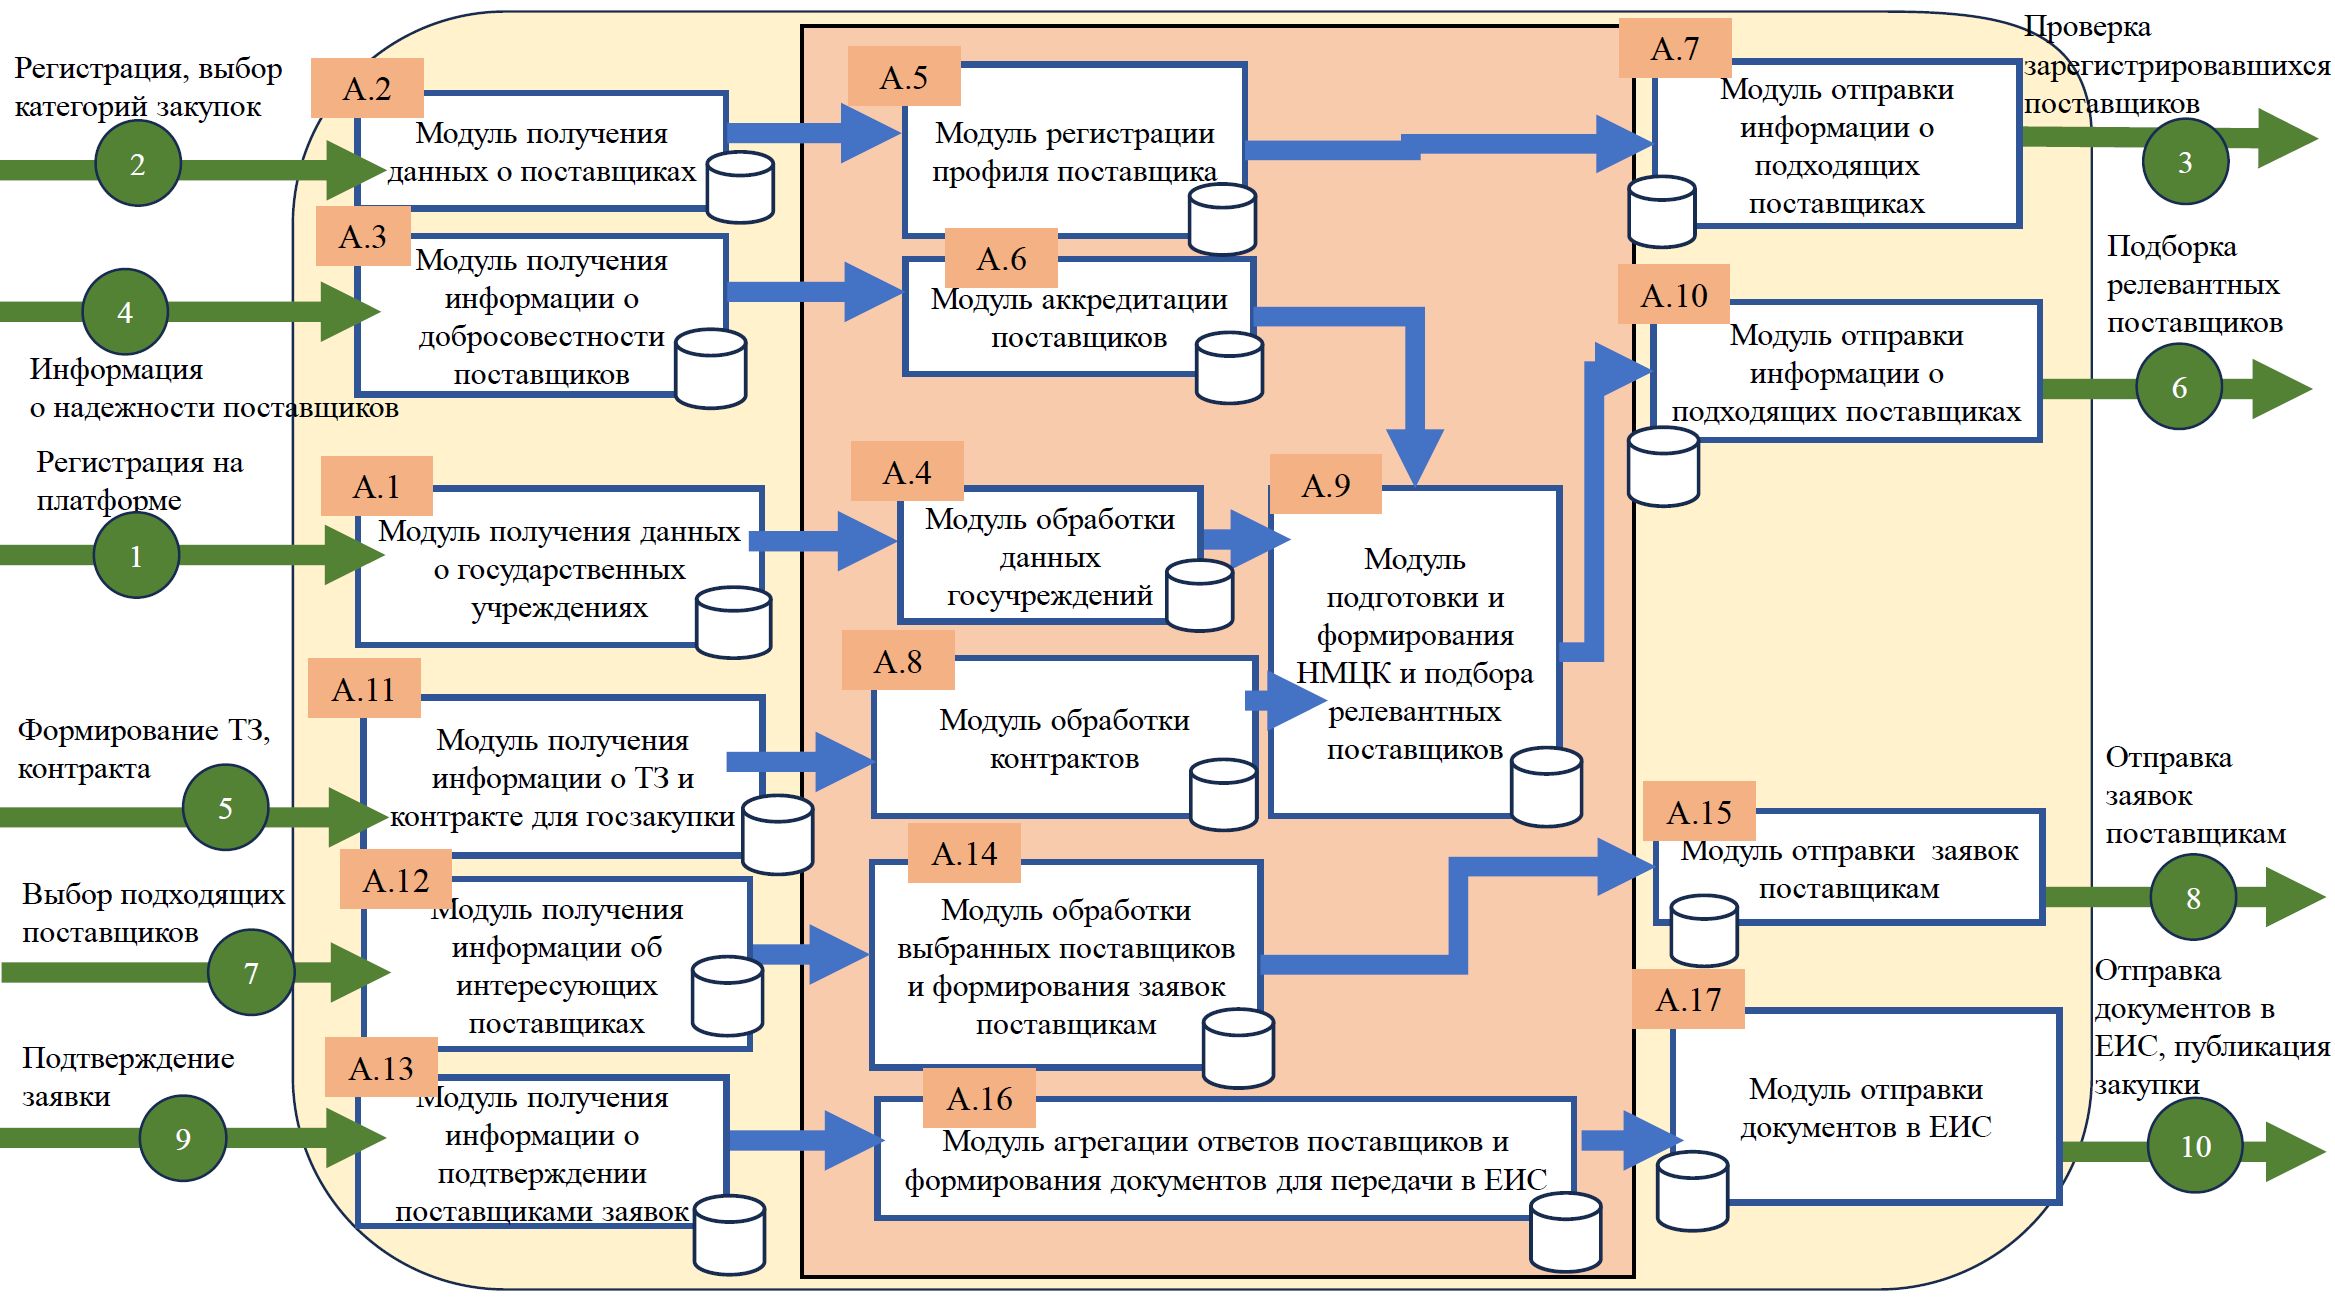 Регистрация, выбор
категорий закупок
2
А.2
Модуль получения
данных о поставщиках
А.5
Модуль регистрации
профиля поставщика
А.7
Модуль отправки
информации о
подходящих
поставщиках
Проверка
зарегистрировавшихся
поставщиков
3
4
Информация
о надежности поставщиков
А.3
Модуль получения
информации о
добросовестности
поставщиков
А.6
Модуль аккредитации
поставщиков
А.10
Модуль отправки
информации о
подходящих поставщиках
Подборка
релевантных
поставщиков
6
Регистрация на
платформе
1
А.1
Модуль получения данных
о государственных
учреждениях
А.4
Модуль обработки
данных
госучреждений
А.9
Модуль
подготовки и
формирования
НМЦК и подбора
релевантных
поставщиков
Формирование ТЗ,
контракта
5
А.11
Модуль получения
информации о ТЗ и
контракте для госзакупки
А.8
Модуль обработки
контрактов
Выбор подходящих
поставщиков
7
А.12
Модуль получения
информации об
интересующих
поставщиках
А.14
Модуль обработки
выбранных поставщиков
и формирования заявок
поставщикам
А.15
Модуль отправки заявок
поставщикам
Отправка
заявок
поставщикам
8
Подтверждение
заявки
9
А.13
Модуль получения
информации о
подтверждении
поставщиками заявок
А.16
Модуль агрегации ответов поставщиков и
формирования документов для передачи в ЕИС
А.17
Модуль отправки
документов в ЕИС
Отправка
документов в
ЕИС, публикация
закупки
10